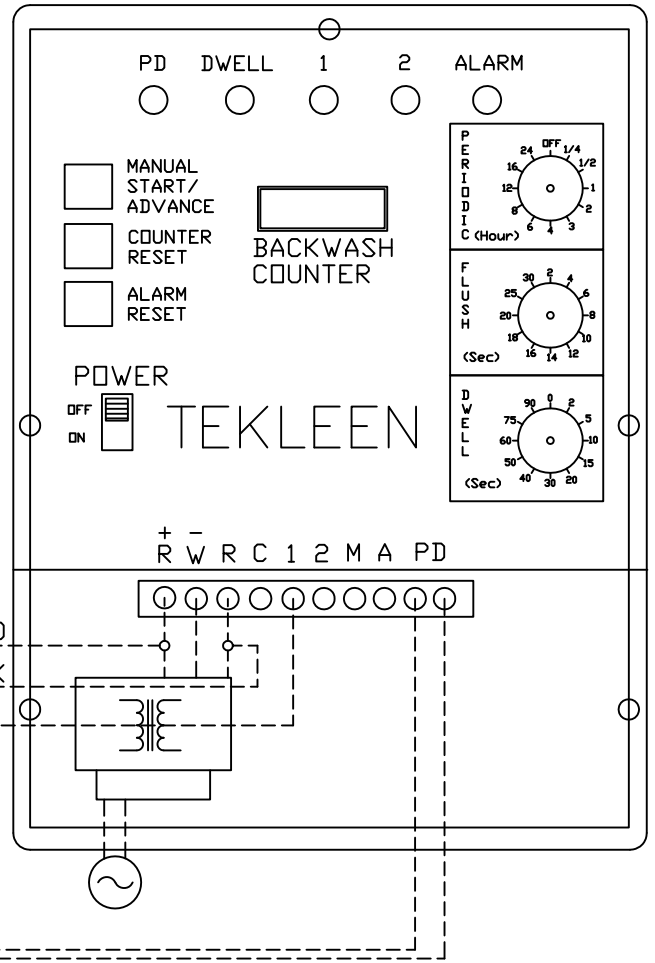 PD DWELL 1 2 ALARM
MANUAL
START/
ADVANCE
COUNTER
RESET
ALARM
RESET
BACKWASH
COUNTER
PERIODIC
(Hour)
OFF 1/4 1/2 1 2 3 4 6 8 12 16 24
FLUSH
(Sec)
2 4 6 8 10 12 14 16 18 20 25 30
DWELL
(Sec)
0 2 5 10 15 20 30 40 50 60 75 90
POWER
OFF
ON
TEKLEEN
+ -
R W R C 1 2 M A PD